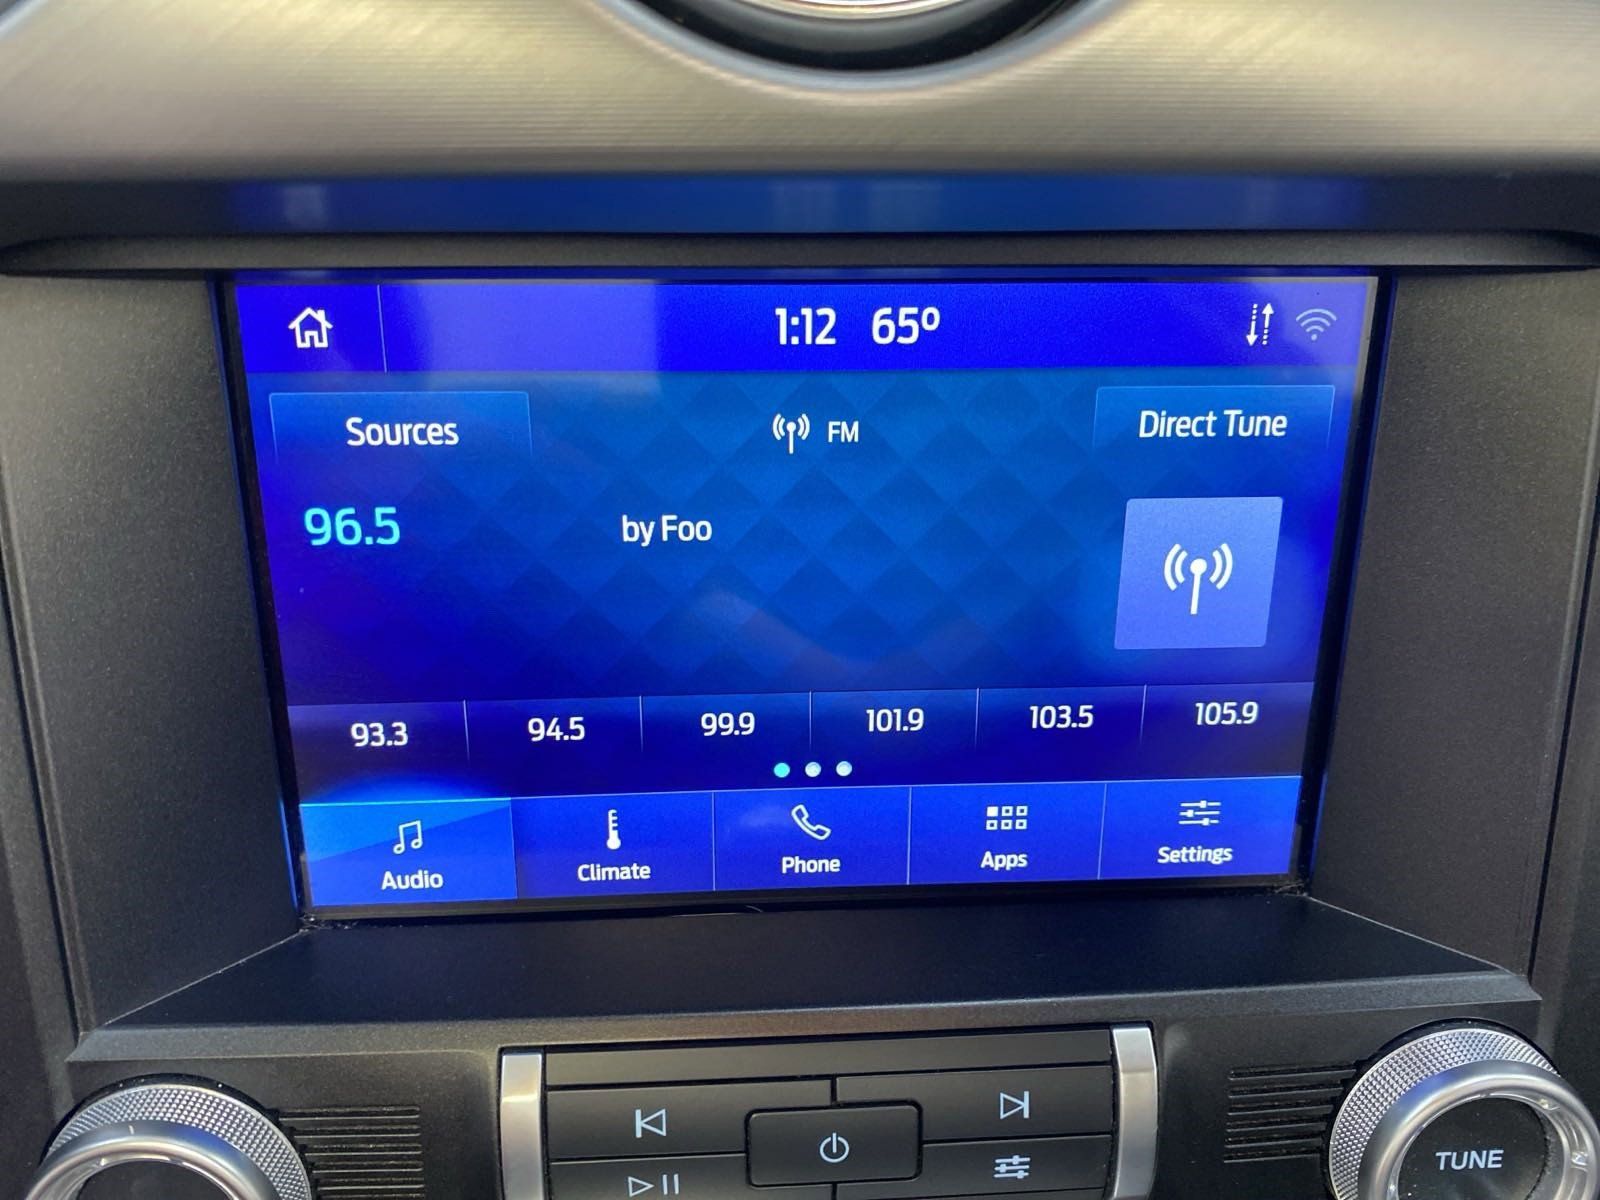 1:12 65º
Sources FM Direct Tune
96.5 by Foo
93.3 94.5 99.9 101.9 103.5 105.9
Audio Climate Phone Apps Settings
TUNE